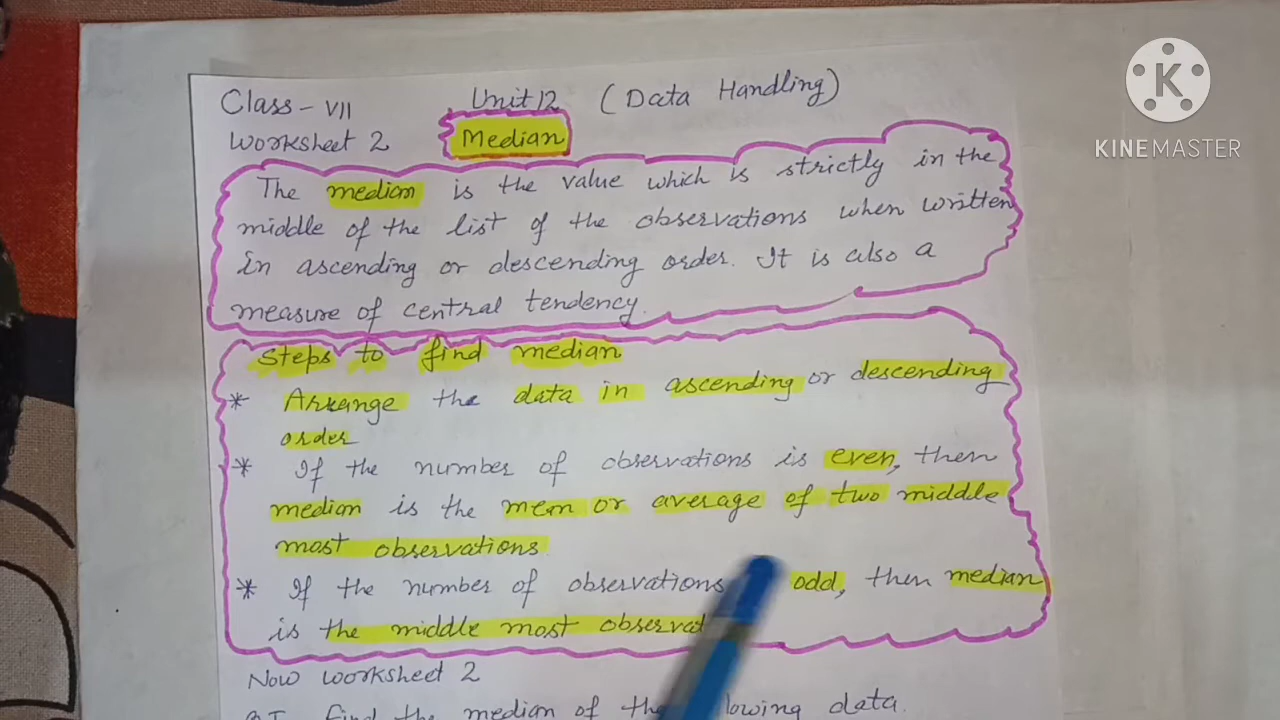 Class - VII Unit 12 (Data Handling)
Worksheet 2 Median
The median is the value which is strictly in the
middle of the list of the observations when written
in ascending or descending order. It is also a
measure of central tendency.
Steps to find median
* Arrange the data in ascending or descending
order
* If the number of observations is even, then
median is the mean or average of two middle
most observations.
* If the number of observations odd, then median
is the middle most observat
Now worksheet 2
find the median of the lowing data.
K
KINEMASTER